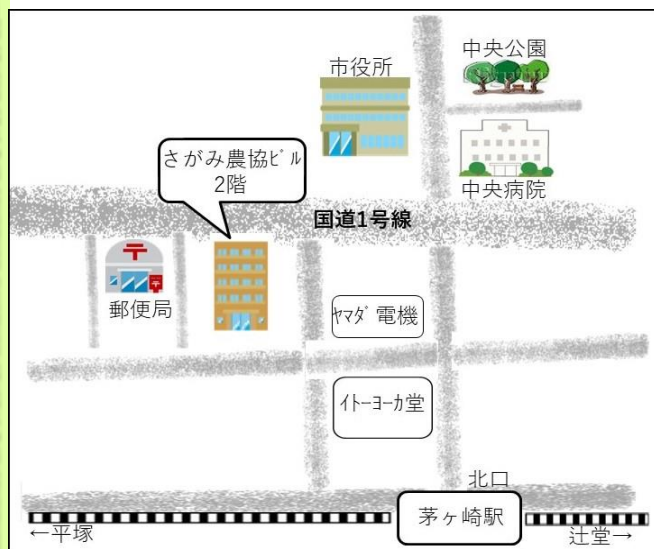 中央公園
市役所
さがみ農協ﾋﾞﾙ
2階
中央病院
国道1号線
郵便局
ﾔﾏﾀﾞ電機
ｲﾄｰﾖｰｶ堂
北口
茅ヶ崎駅
←平塚
辻堂→